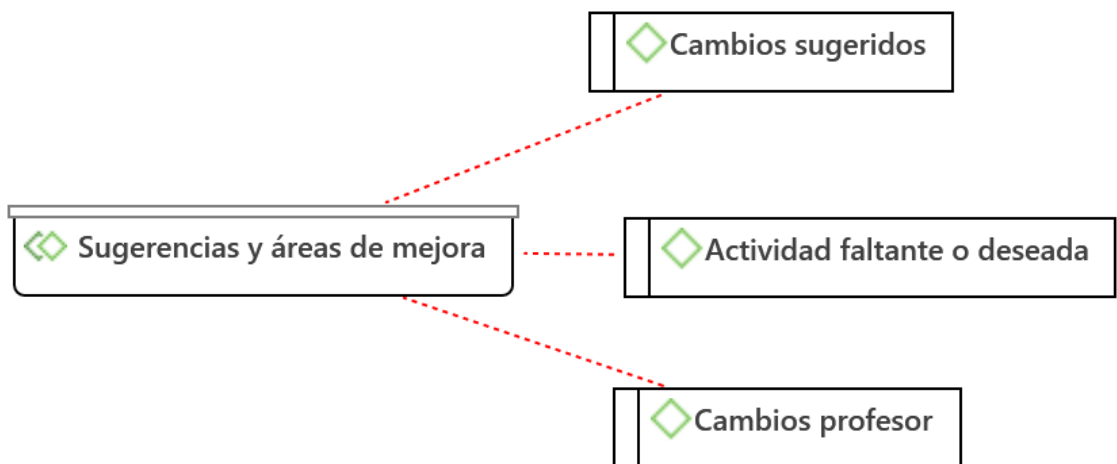 Cambios sugeridos
Sugerencias y áreas de mejora
Actividad faltante o deseada
Cambios profesor